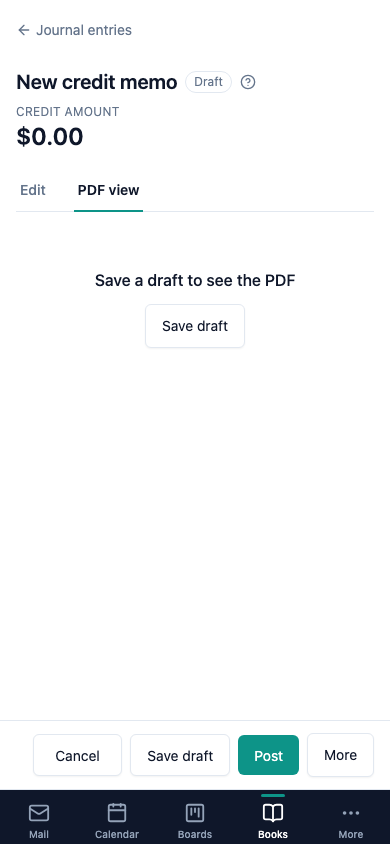 Journal entries
New credit memo Draft
CREDIT AMOUNT
$0.00
Edit PDF view
Save a draft to see the PDF
Save draft
Cancel Save draft Post More
Mail Calendar Boards Books More